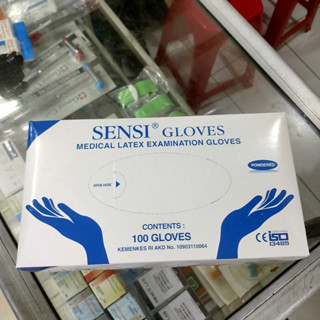 SENSI® GLOVES
MEDICAL LATEX EXAMINATION GLOVES
POWDERED
OPEN HERE
CONTENTS :
100 GLOVES
KEMENKES RI AKD No. 10903110064
CE ISO
13485